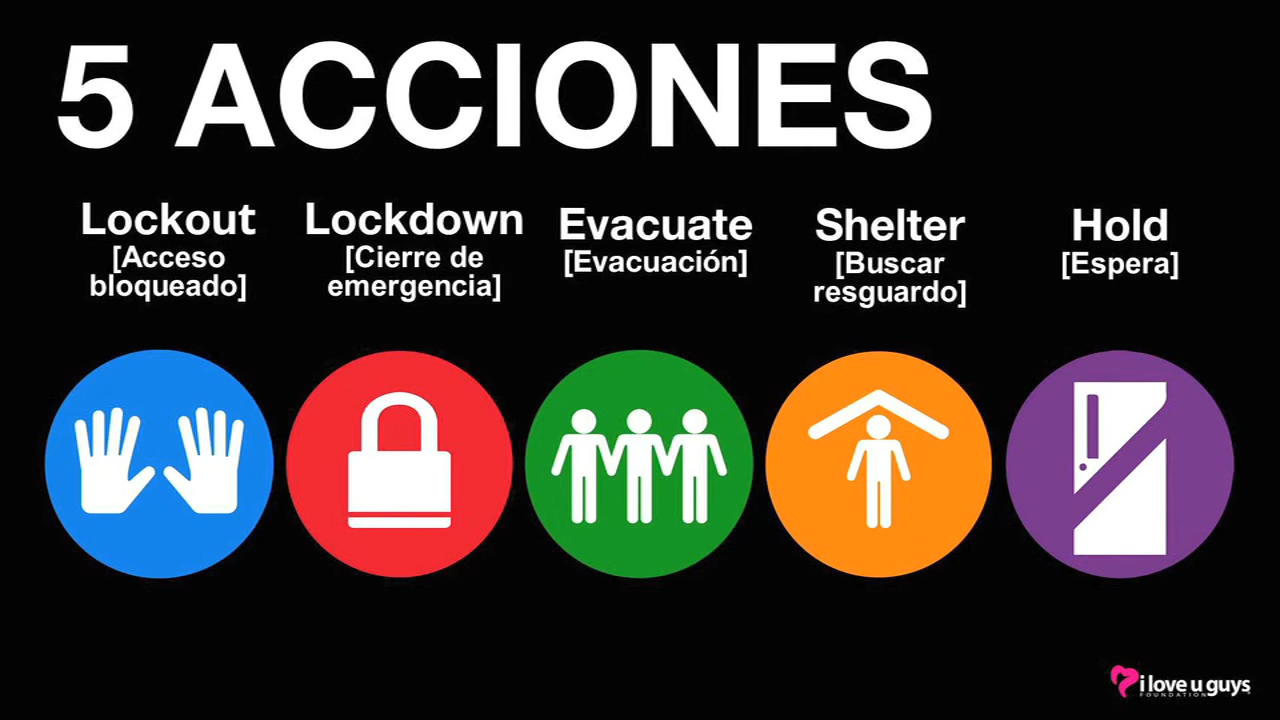 5 ACCIONES
Lockout
[Acceso
bloqueado]
Lockdown
[Cierre de
emergencia]
Evacuate
[Evacuación]
Shelter
[Buscar
resguardo]
Hold
[Espera]
i love u guys
FOUNDATION